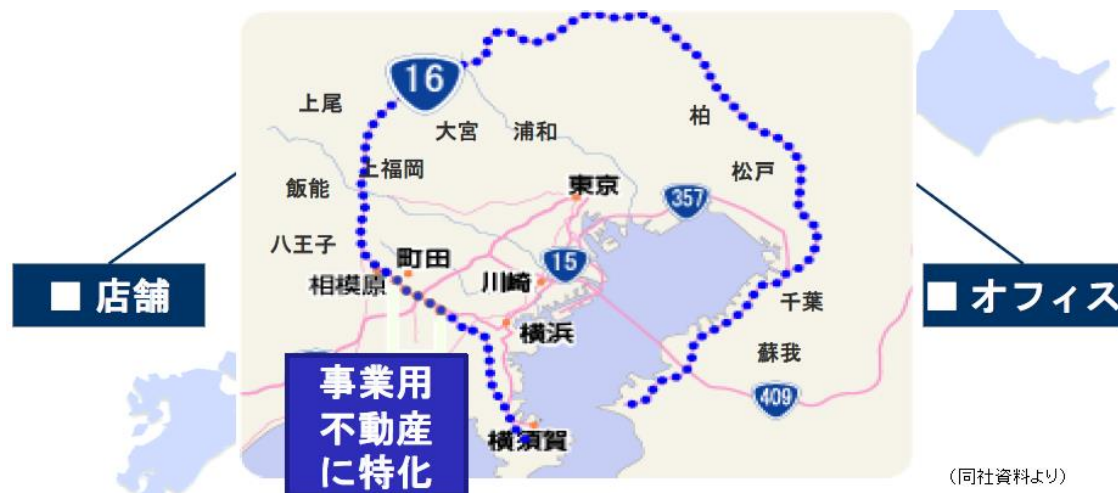 16
上尾
大宮
浦和
柏
上福岡
松戸
飯能
東京
357
八王子
町田
15
■ 店舗
相模原
川崎
■ オフィス
千葉
横浜
蘇我
事業用
不動産
に特化
409
横須賀
(同社資料より)